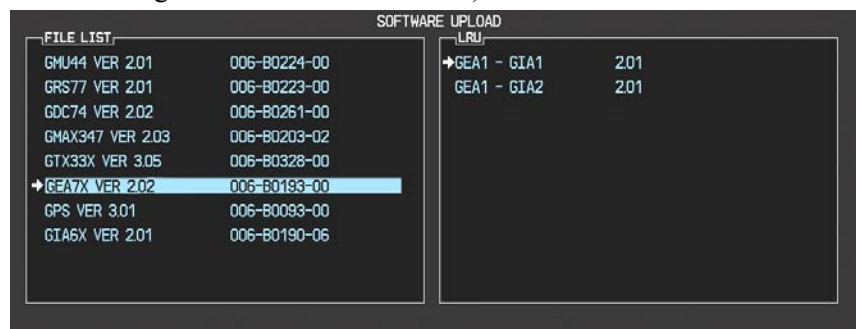 SOFTWARE UPLOAD
FILE LIST
GMU44 VER 2.01 006-B0224-00
GRS77 VER 2.01 006-B0223-00
GDC74 VER 2.02 006-B0261-00
GMAX347 VER 2.03 006-B0203-02
GTX33X VER 3.05 006-B0328-00
GEA7X VER 2.02 006-B0193-00
GPS VER 3.01 006-B0093-00
GIA6X VER 2.01 006-B0190-06
LRU
GEA1 - GIA1 2.01
GEA1 - GIA2 2.01